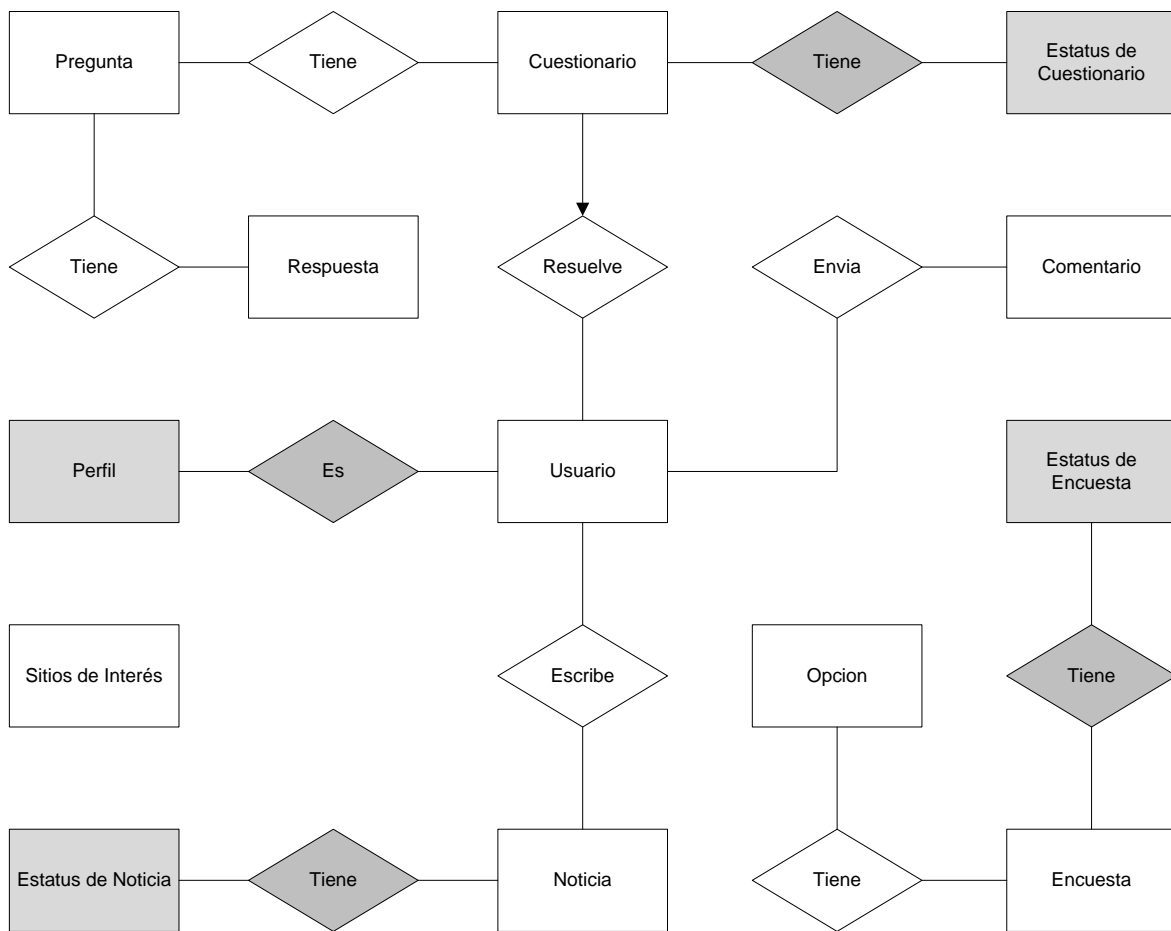 Pregunta
Tiene
Cuestionario
Tiene
Estatus de
Cuestionario
Tiene
Respuesta
Resuelve
Envia
Comentario
Perfil
Es
Usuario
Estatus de
Encuesta
Sitios de Interés
Escribe
Opcion
Tiene
Estatus de Noticia
Tiene
Noticia
Tiene
Encuesta